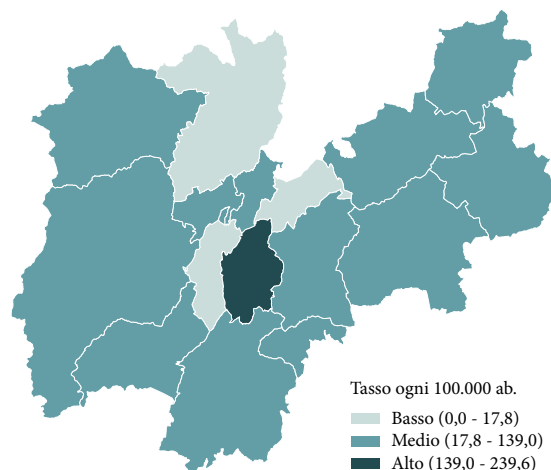 Tasso ogni 100.000 ab.
Basso (0,0 - 17,8)
Medio (17,8 - 139,0)
Alto (139,0 - 239,6)